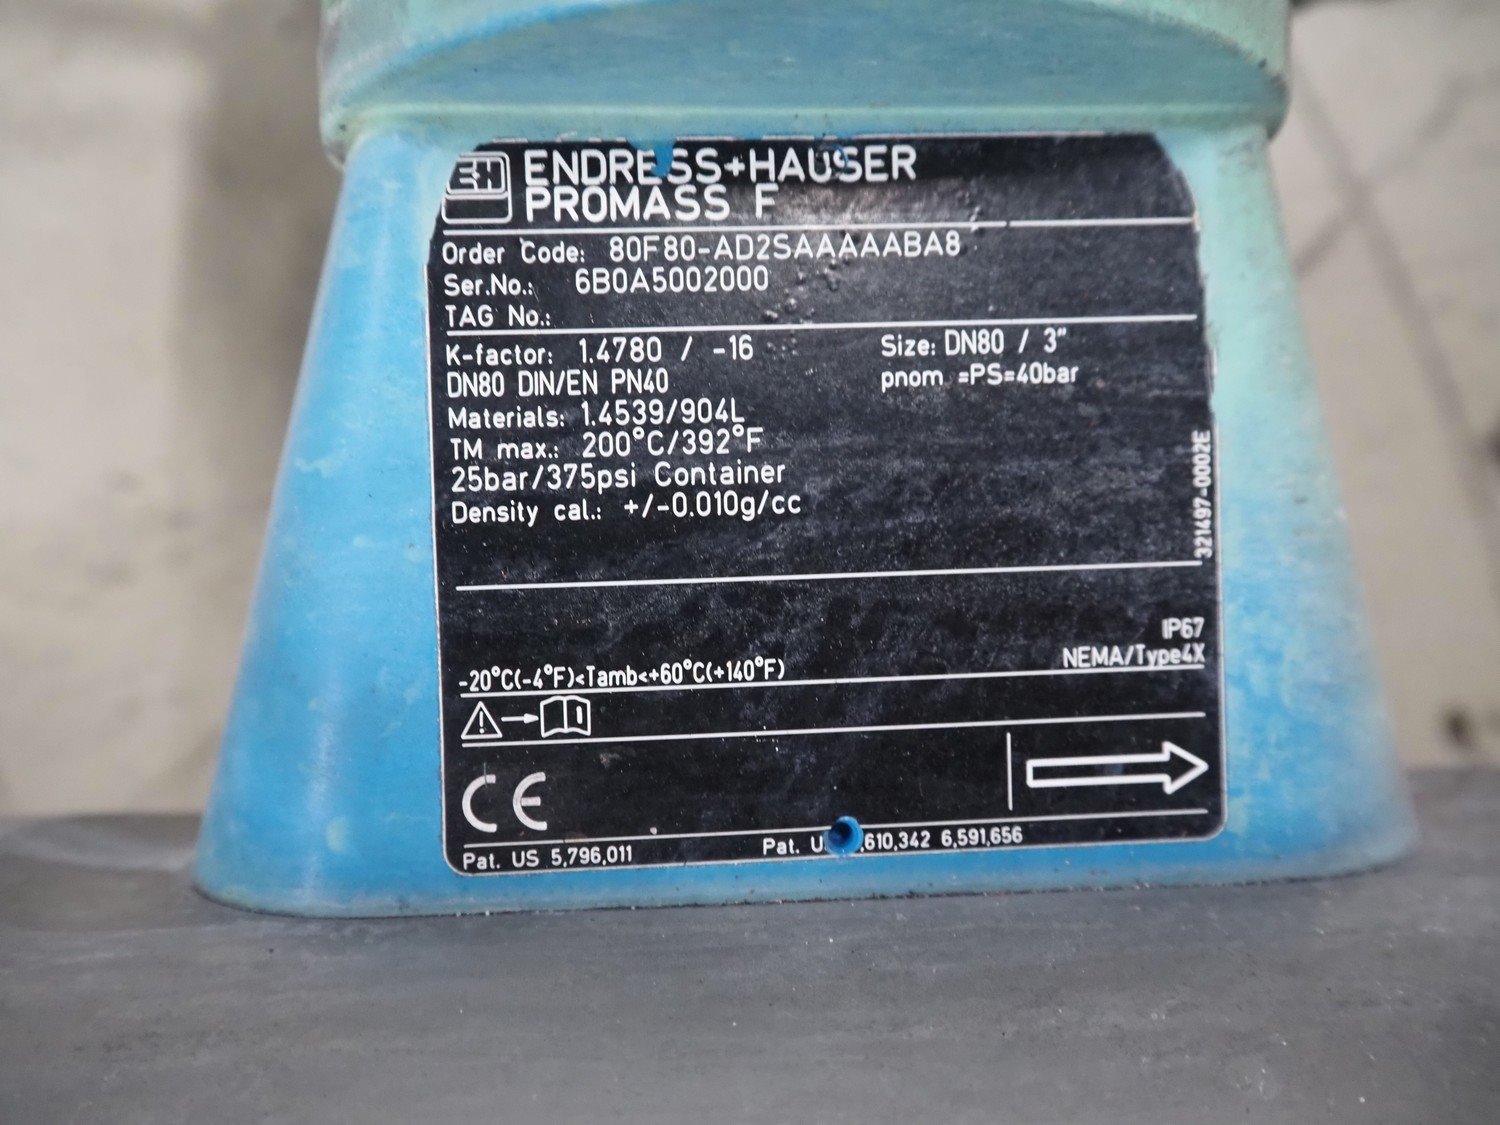 EH ENDRESS+HAUSER
PROMASS F
Order Code: 80F80-AD2SAAAAABA8
Ser.No.: 6B0A5002000
TAG No.:
K-factor: 1.4780 / -16 Size: DN80 / 3"
DN80 DIN/EN PN40 pnom =PS=40bar
Materials: 1.4539/904L
TM max.: 200°C/392°F
25bar/375psi Container
Density cal.: +/-0.010g/cc
321497-0002E
IP67
-20°C(-4°F)<Tamb<+60°C(+140°F) NEMA/Type4X
CE
Pat. US 5,796,011 Pat. ,610,342 6,591,656